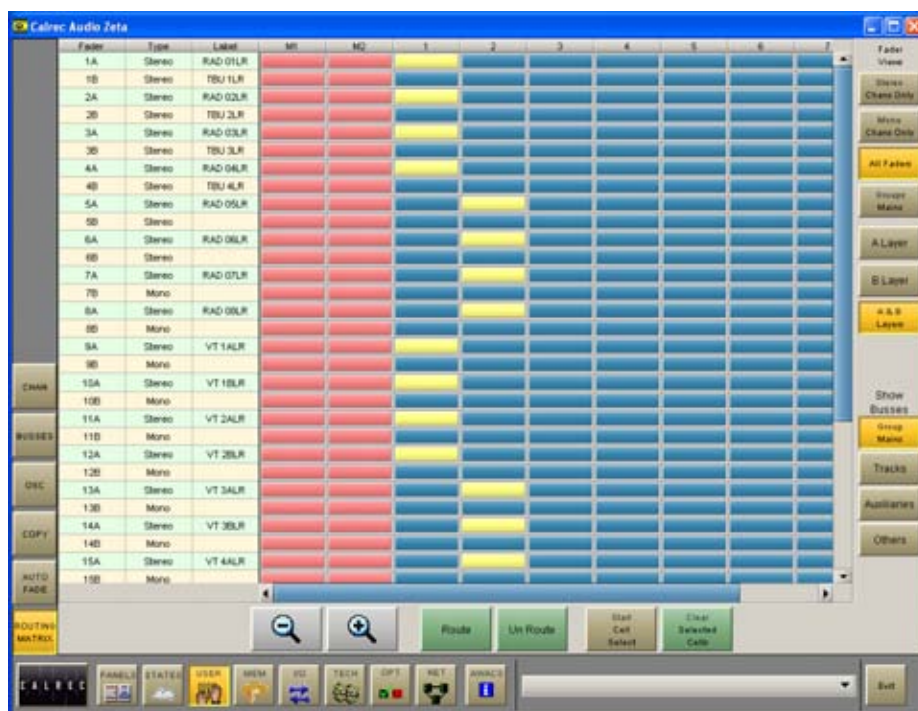 Calrec Audio Zeta
Fader Type Label M1 M2 1 2 3 4 5 6 7
1A Stereo RAD 01LR
1B Stereo TBU 1LR
2A Stereo RAD 02LR
2B Stereo TBU 2LR
3A Stereo RAD 03LR
3B Stereo TBU 3LR
4A Stereo RAD 04LR
4B Stereo TBU 4LR
5A Stereo RAD 05LR
5B Stereo
6A Stereo RAD 06LR
6B Stereo
7A Stereo RAD 07LR
7B Mono
8A Stereo RAD 08LR
8B Mono
9A Stereo VT 1ALR
9B Mono
10A Stereo VT 1BLR
10B Mono
11A Stereo VT 2ALR
11B Mono
12A Stereo VT 2BLR
12B Mono
13A Stereo VT 3ALR
13B Mono
14A Stereo VT 3BLR
14B Mono
15A Stereo VT 4ALR
15B Mono
Fader
View
Stereo
Chans Only
Mono
Chans Only
All Faders
Groups
Mains
A Layer
B Layer
A & B
Layers
Show
Busses
Group
Mains
Tracks
Auxiliaries
Others
CHAN
BUSSES
OSC
COPY
AUTO
FADE
ROUTING
MATRIX
Route
Un Route
Start
Cell
Select
Clear
Selected
Cells
CALREC
PANELS
STATES
USER
MEM
I/O
TECH
OPT
NET
AWACS
Exit